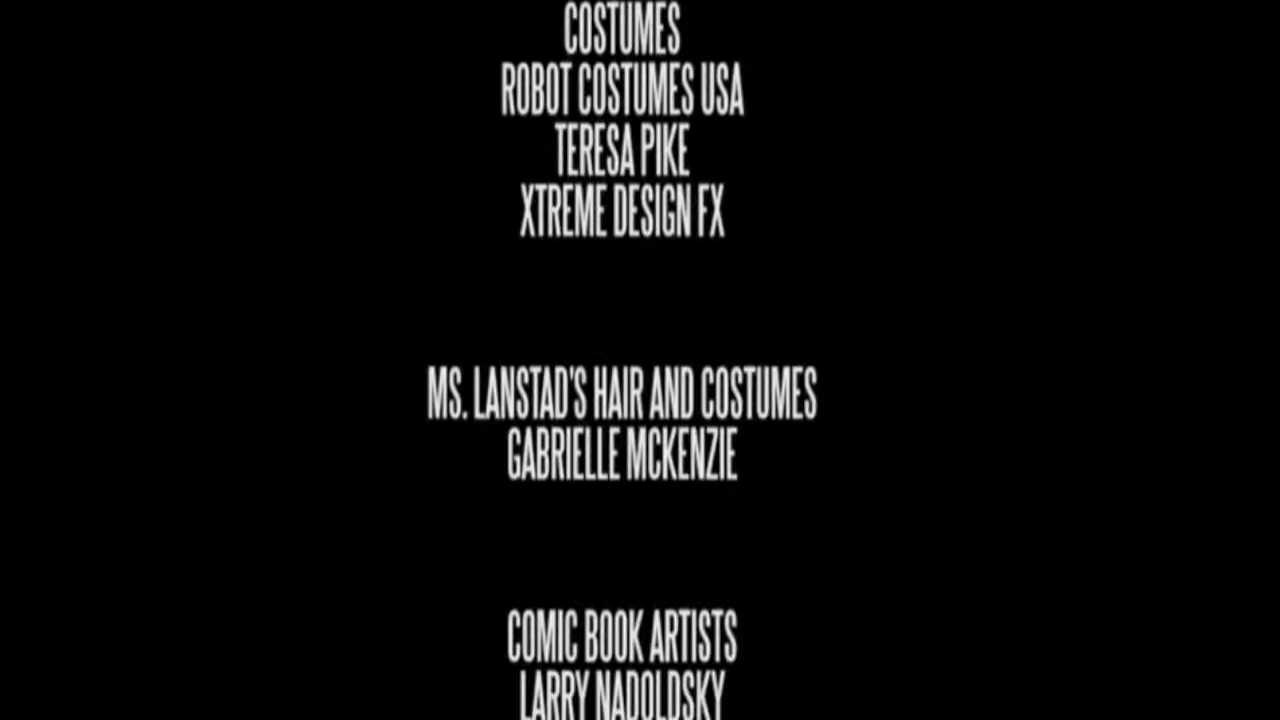 COSTUMES
ROBOT COSTUMES USA
TERESA PIKE
XTREME DESIGN FX
MS. LANSTAD'S HAIR AND COSTUMES
GABRIELLE MCKENZIE
COMIC BOOK ARTISTS
LARRY NADOLDSKY